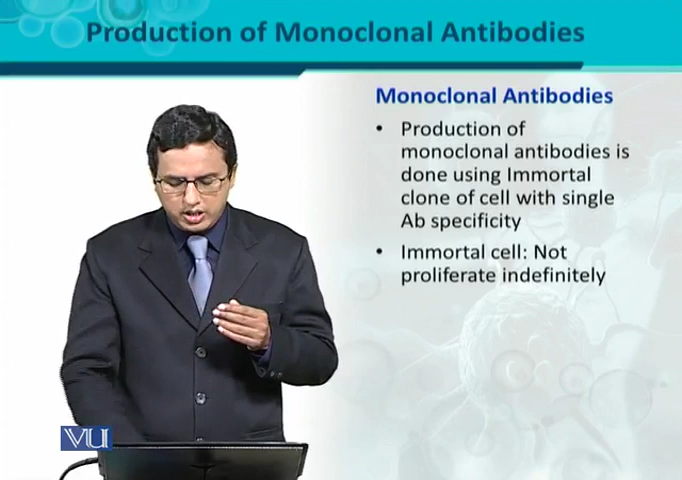 Production of Monoclonal Antibodies
Monoclonal Antibodies
• Production of
monoclonal antibodies is
done using Immortal
clone of cell with single
Ab specificity
• Immortal cell: Not
proliferate indefinitely
VU